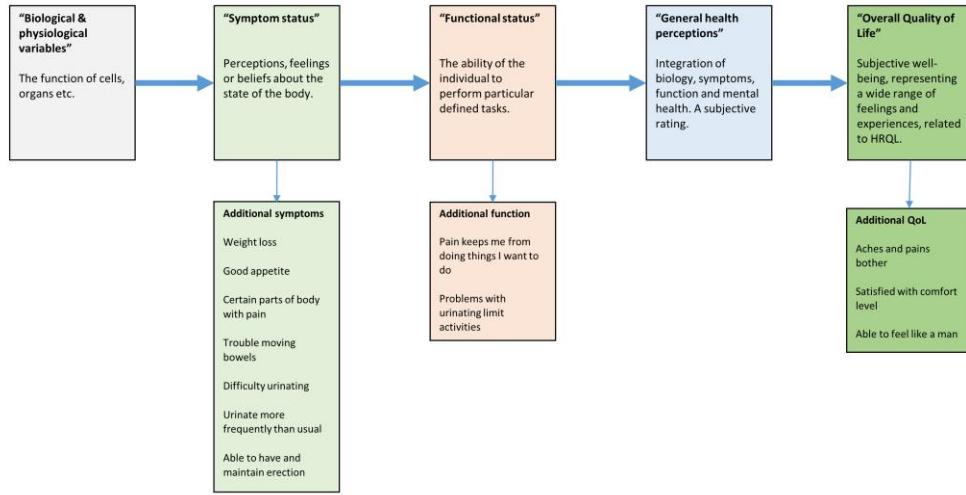 “Biological &
physiological
variables”
The function of cells,
organs etc.
“Symptom status”
Perceptions, feelings
or beliefs about the
state of the body.
“Functional status”
The ability of the
individual to
perform particular
defined tasks.
“General health
perceptions”
Integration of
biology, symptoms,
function and mental
health. A subjective
rating.
“Overall Quality of
Life”
Subjective well-
being, representing
a wide range of
feelings and
experiences, related
to HRQL.
Additional symptoms
Weight loss
Good appetite
Certain parts of body
with pain
Trouble moving
bowels
Difficulty urinating
Urinate more
frequently than usual
Able to have and
maintain erection
Additional function
Pain keeps me from
doing things I want to
do
Problems with
urinating limit
activities
Additional QoL
Aches and pains
bother
Satisfied with comfort
level
Able to feel like a man